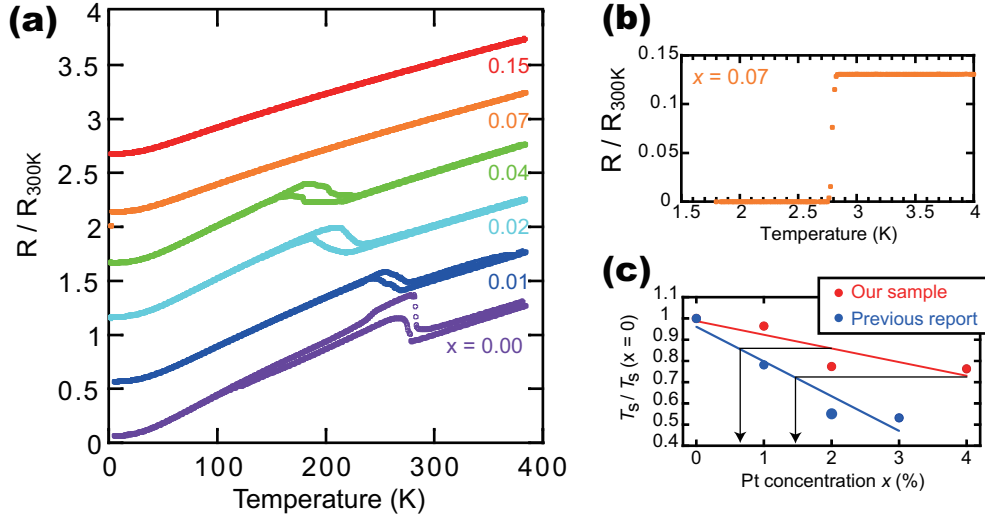 (a)
4
3.5
3
2.5
2
1.5
1
0.5
0
R / R300K
0.15
0.07
0.04
0.02
0.01
x = 0.00
0 100 200 300 400
Temperature (K)
(b)
0.15
0.1
0.05
0
R / R300K
x = 0.07
1.5 2 2.5 3 3.5 4
Temperature (K)
(c)
1.1
1
0.9
0.8
0.7
0.6
0.5
0.4
Ts / Ts (x = 0)
Our sample
Previous report
0 1 2 3 4
Pt concentration x (%)